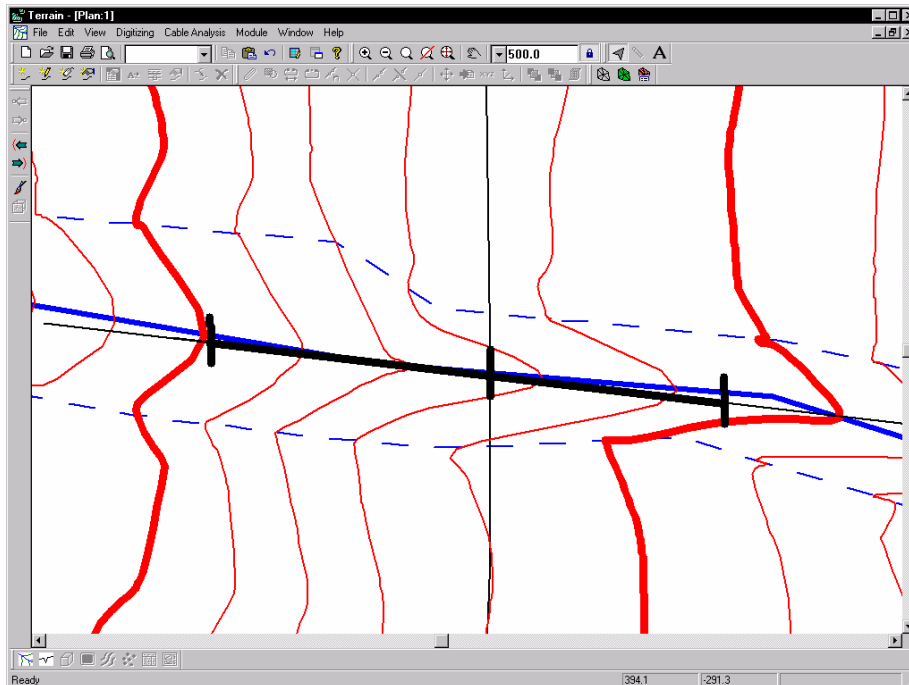 Terrain - [Plan:1]
File Edit View Digitizing Cable Analysis Module Window Help
500.0 A
A+ XYZ
Ready 394.1 -291.3